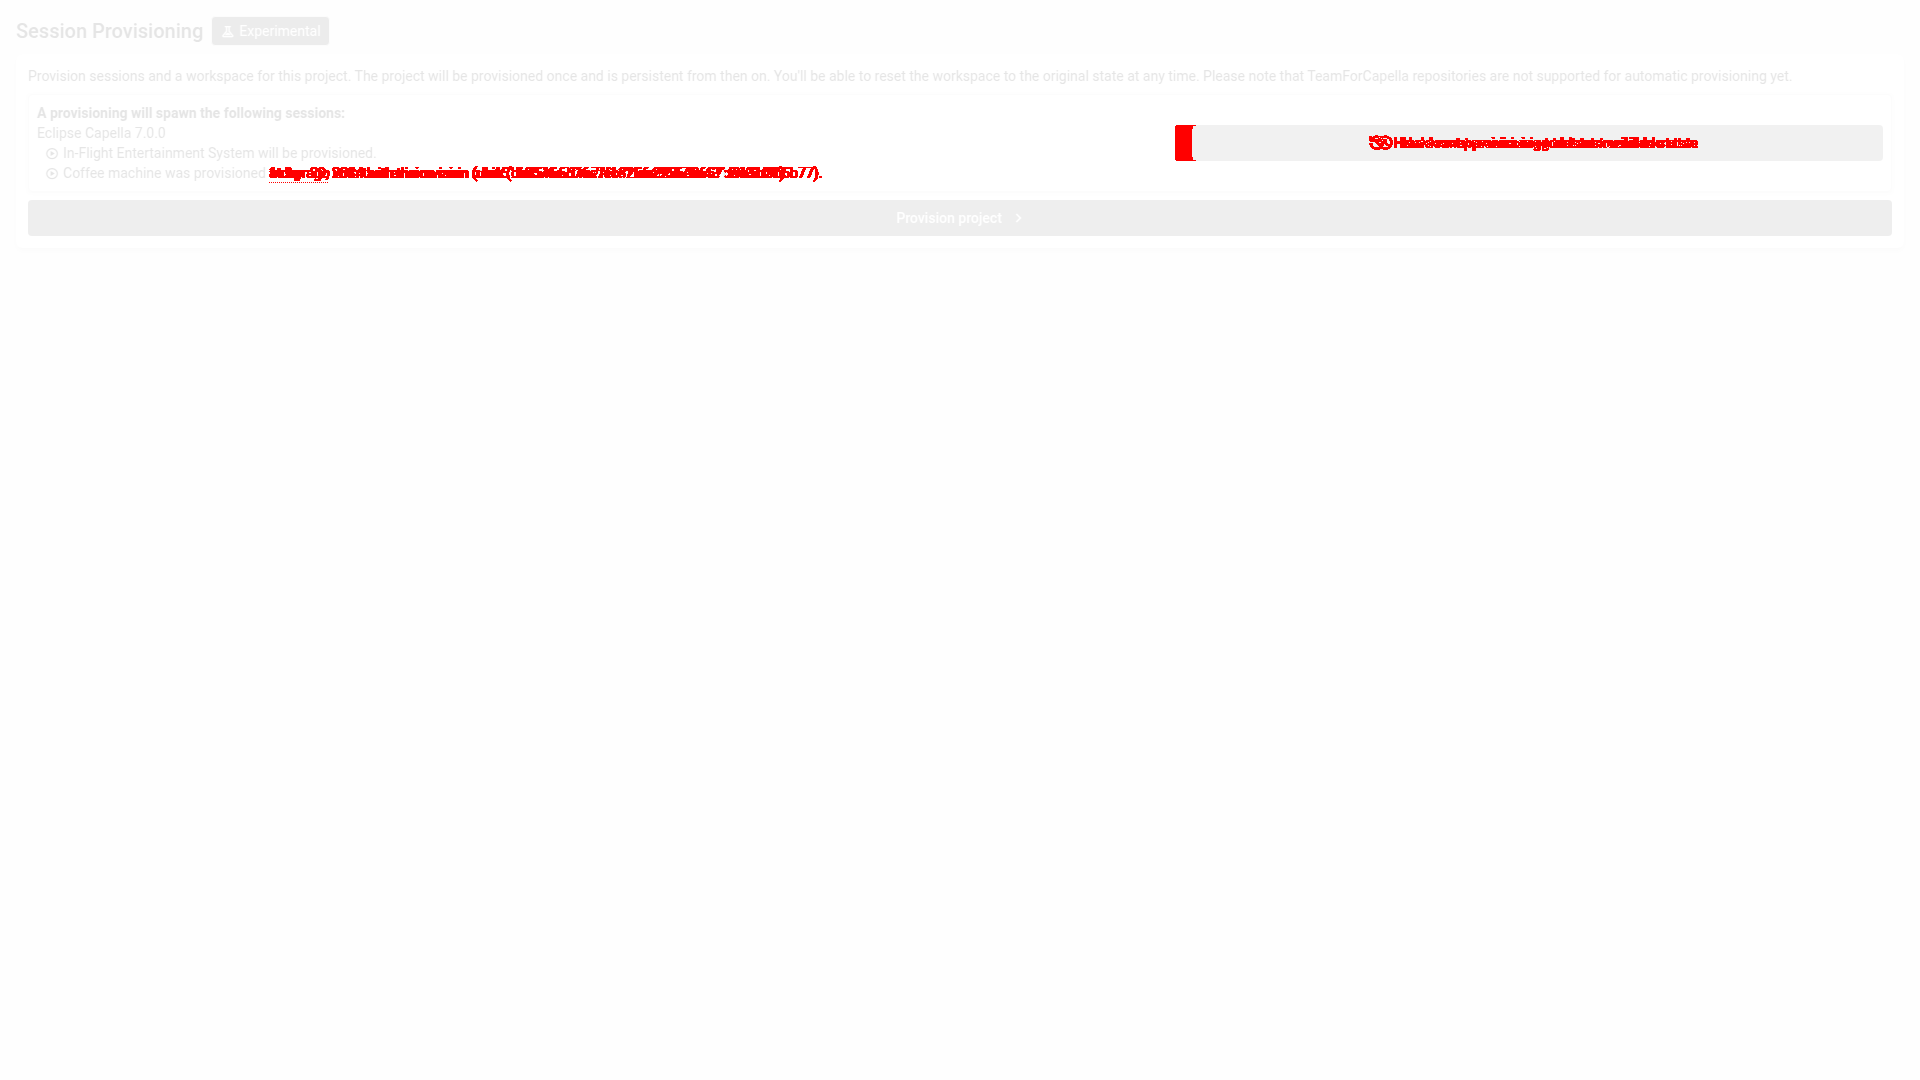 Session Provisioning
Experimental
Provision sessions and a workspace for this project. The project will be provisioned once and is persistent from then on. You'll be able to reset the workspace to the original state at any time. Please note that TeamForCapella repositories are not supported for automatic provisioning yet.
A provisioning will spawn the following sessions:
Eclipse Capella 7.0.0
In-Flight Entertainment System will be provisioned.
Coffee machine was provisioned
Provision project